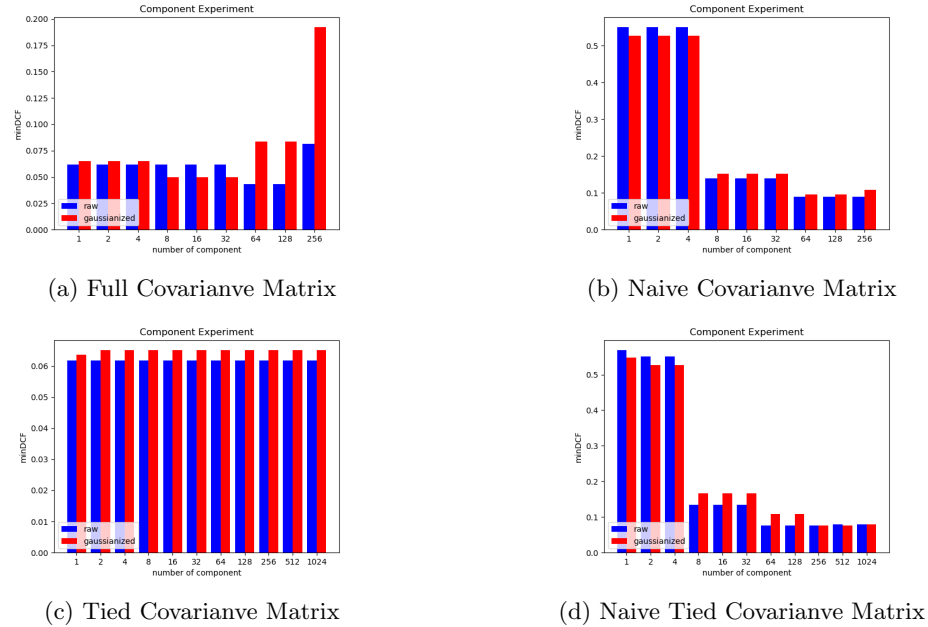 Component Experiment
0.200
0.175
0.150
0.125
0.100
0.075
0.050
0.025
0.000
minDCF
raw
gaussianized
1 2 4 8 16 32 64 128 256
number of component
(a) Full Covarianve Matrix
Component Experiment
0.5
0.4
0.3
0.2
0.1
0.0
minDCF
raw
gaussianized
1 2 4 8 16 32 64 128 256
number of component
(b) Naive Covarianve Matrix
Component Experiment
0.06
0.05
0.04
0.03
0.02
0.01
0.00
minDCF
raw
gaussianized
1 2 4 8 16 32 64 128 256 512 1024
number of component
(c) Tied Covarianve Matrix
Component Experiment
0.5
0.4
0.3
0.2
0.1
0.0
minDCF
raw
gaussianized
1 2 4 8 16 32 64 128 256 512 1024
number of component
(d) Naive Tied Covarianve Matrix